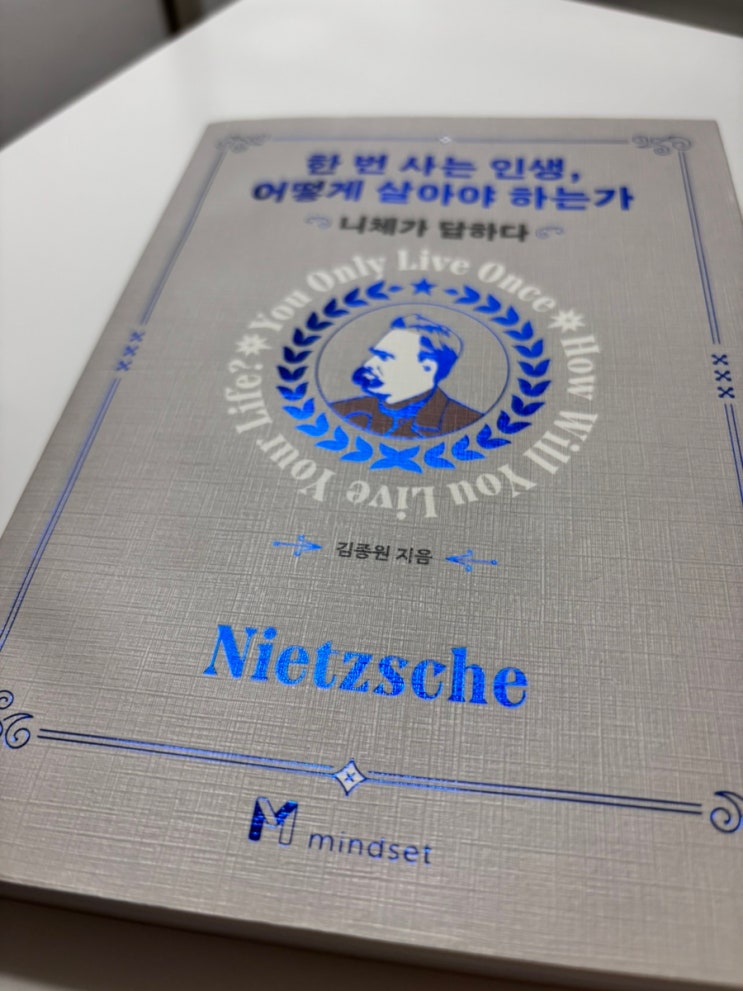 한 번 사는 인생,
어떻게 살아야 하는가
니체가 답하다
You Only Live Once
How Will You Live Your Life?
김종원 지음
Nietzsche
M mindset